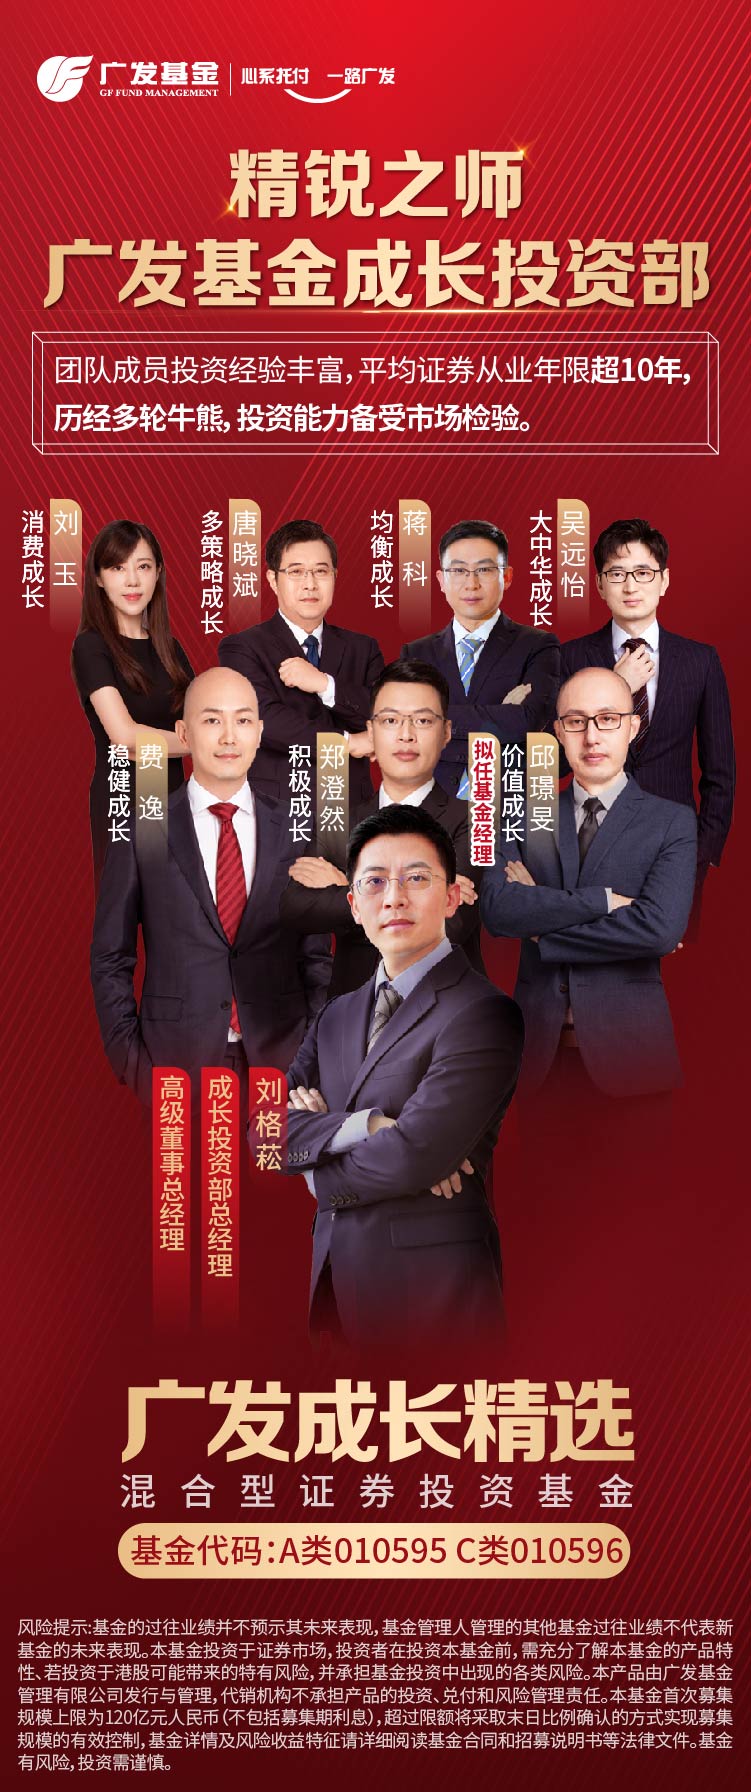 广发基金
GF FUND MANAGEMENT
心系托付 一路广发
精锐之师
广发基金成长投资部
团队成员投资经验丰富，平均证券从业年限超10年，
历经多轮牛熊，投资能力备受市场检验。
刘玉
消费成长
唐晓斌
多策略成长
蒋科
均衡成长
吴远怡
大中华成长
费逸
稳健成长
郑澄然
积极成长
邱璟旻
价值成长
拟任基金经理
刘格菘
成长投资部总经理
高级董事总经理
广发成长精选
混合型证券投资基金
基金代码：A类010595 C类010596
风险提示:基金的过往业绩并不预示其未来表现，基金管理人管理的其他基金过往业绩不代表新
基金的未来表现。本基金投资于证券市场，投资者在投资本基金前，需充分了解本基金的产品特
性、若投资于港股可能带来的特有风险，并承担基金投资中出现的各类风险。本产品由广发基金
管理有限公司发行与管理，代销机构不承担产品的投资、兑付和风险管理责任。本基金首次募集
规模上限为120亿元人民币（不包括募集期利息），超过限额将采取末日比例确认的方式实现募集
规模的有效控制，基金详情及风险收益特征请详细阅读基金合同和招募说明书等法律文件。基金
有风险，投资需谨慎。